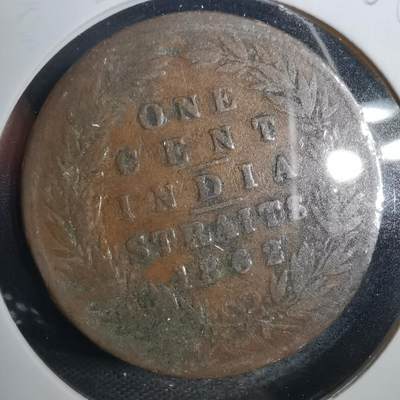 ONE
CENT
INDIA
STRAITS
1862